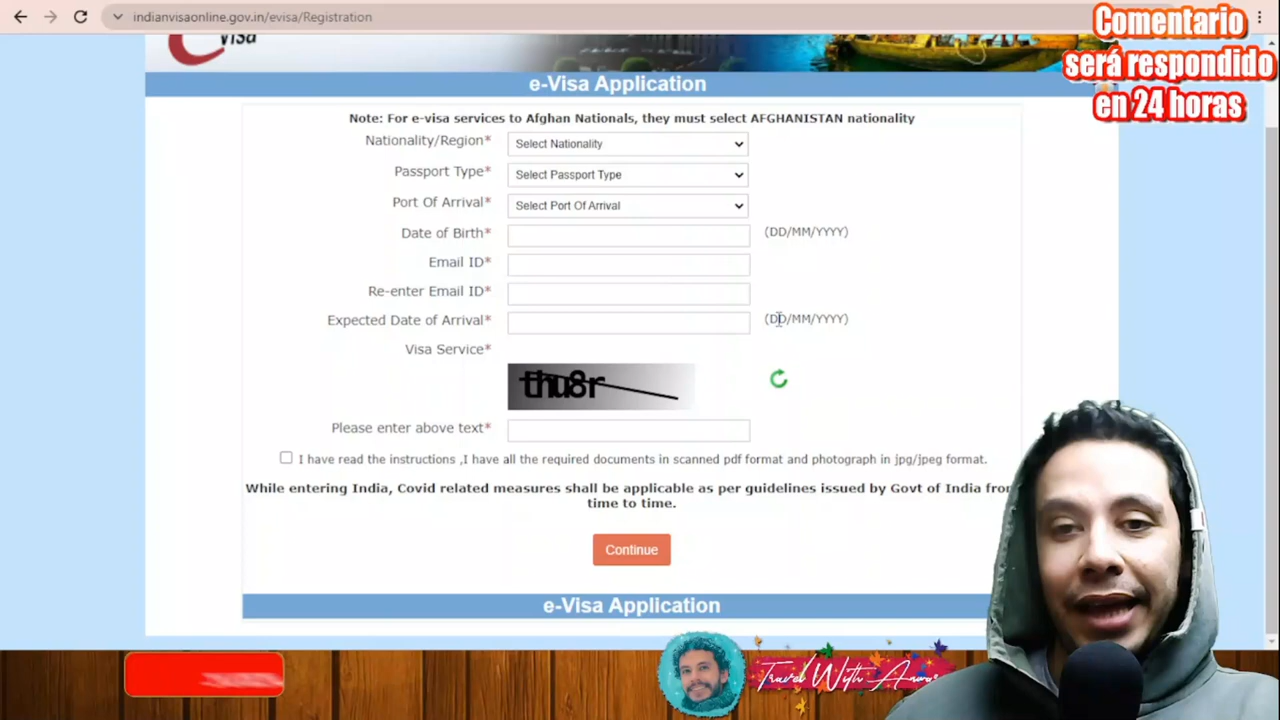 indianvisaonline.gov.in/evisa/Registration
Comentario
será respondido
en 24 horas
visa
e-Visa Application
Note: For e-visa services to Afghan Nationals, they must select AFGHANISTAN nationality
Nationality/Region* Select Nationality
Passport Type* Select Passport Type
Port Of Arrival* Select Port Of Arrival
Date of Birth* (DD/MM/YYYY)
Email ID*
Re-enter Email ID*
Expected Date of Arrival* (DD/MM/YYYY)
Visa Service*
thu8r
Please enter above text*
I have read the instructions ,I have all the required documents in scanned pdf format and photograph in jpg/jpeg format.
While entering India, Covid related measures shall be applicable as per guidelines issued by Govt of India from
time to time.
Continue
e-Visa Application
Travel With